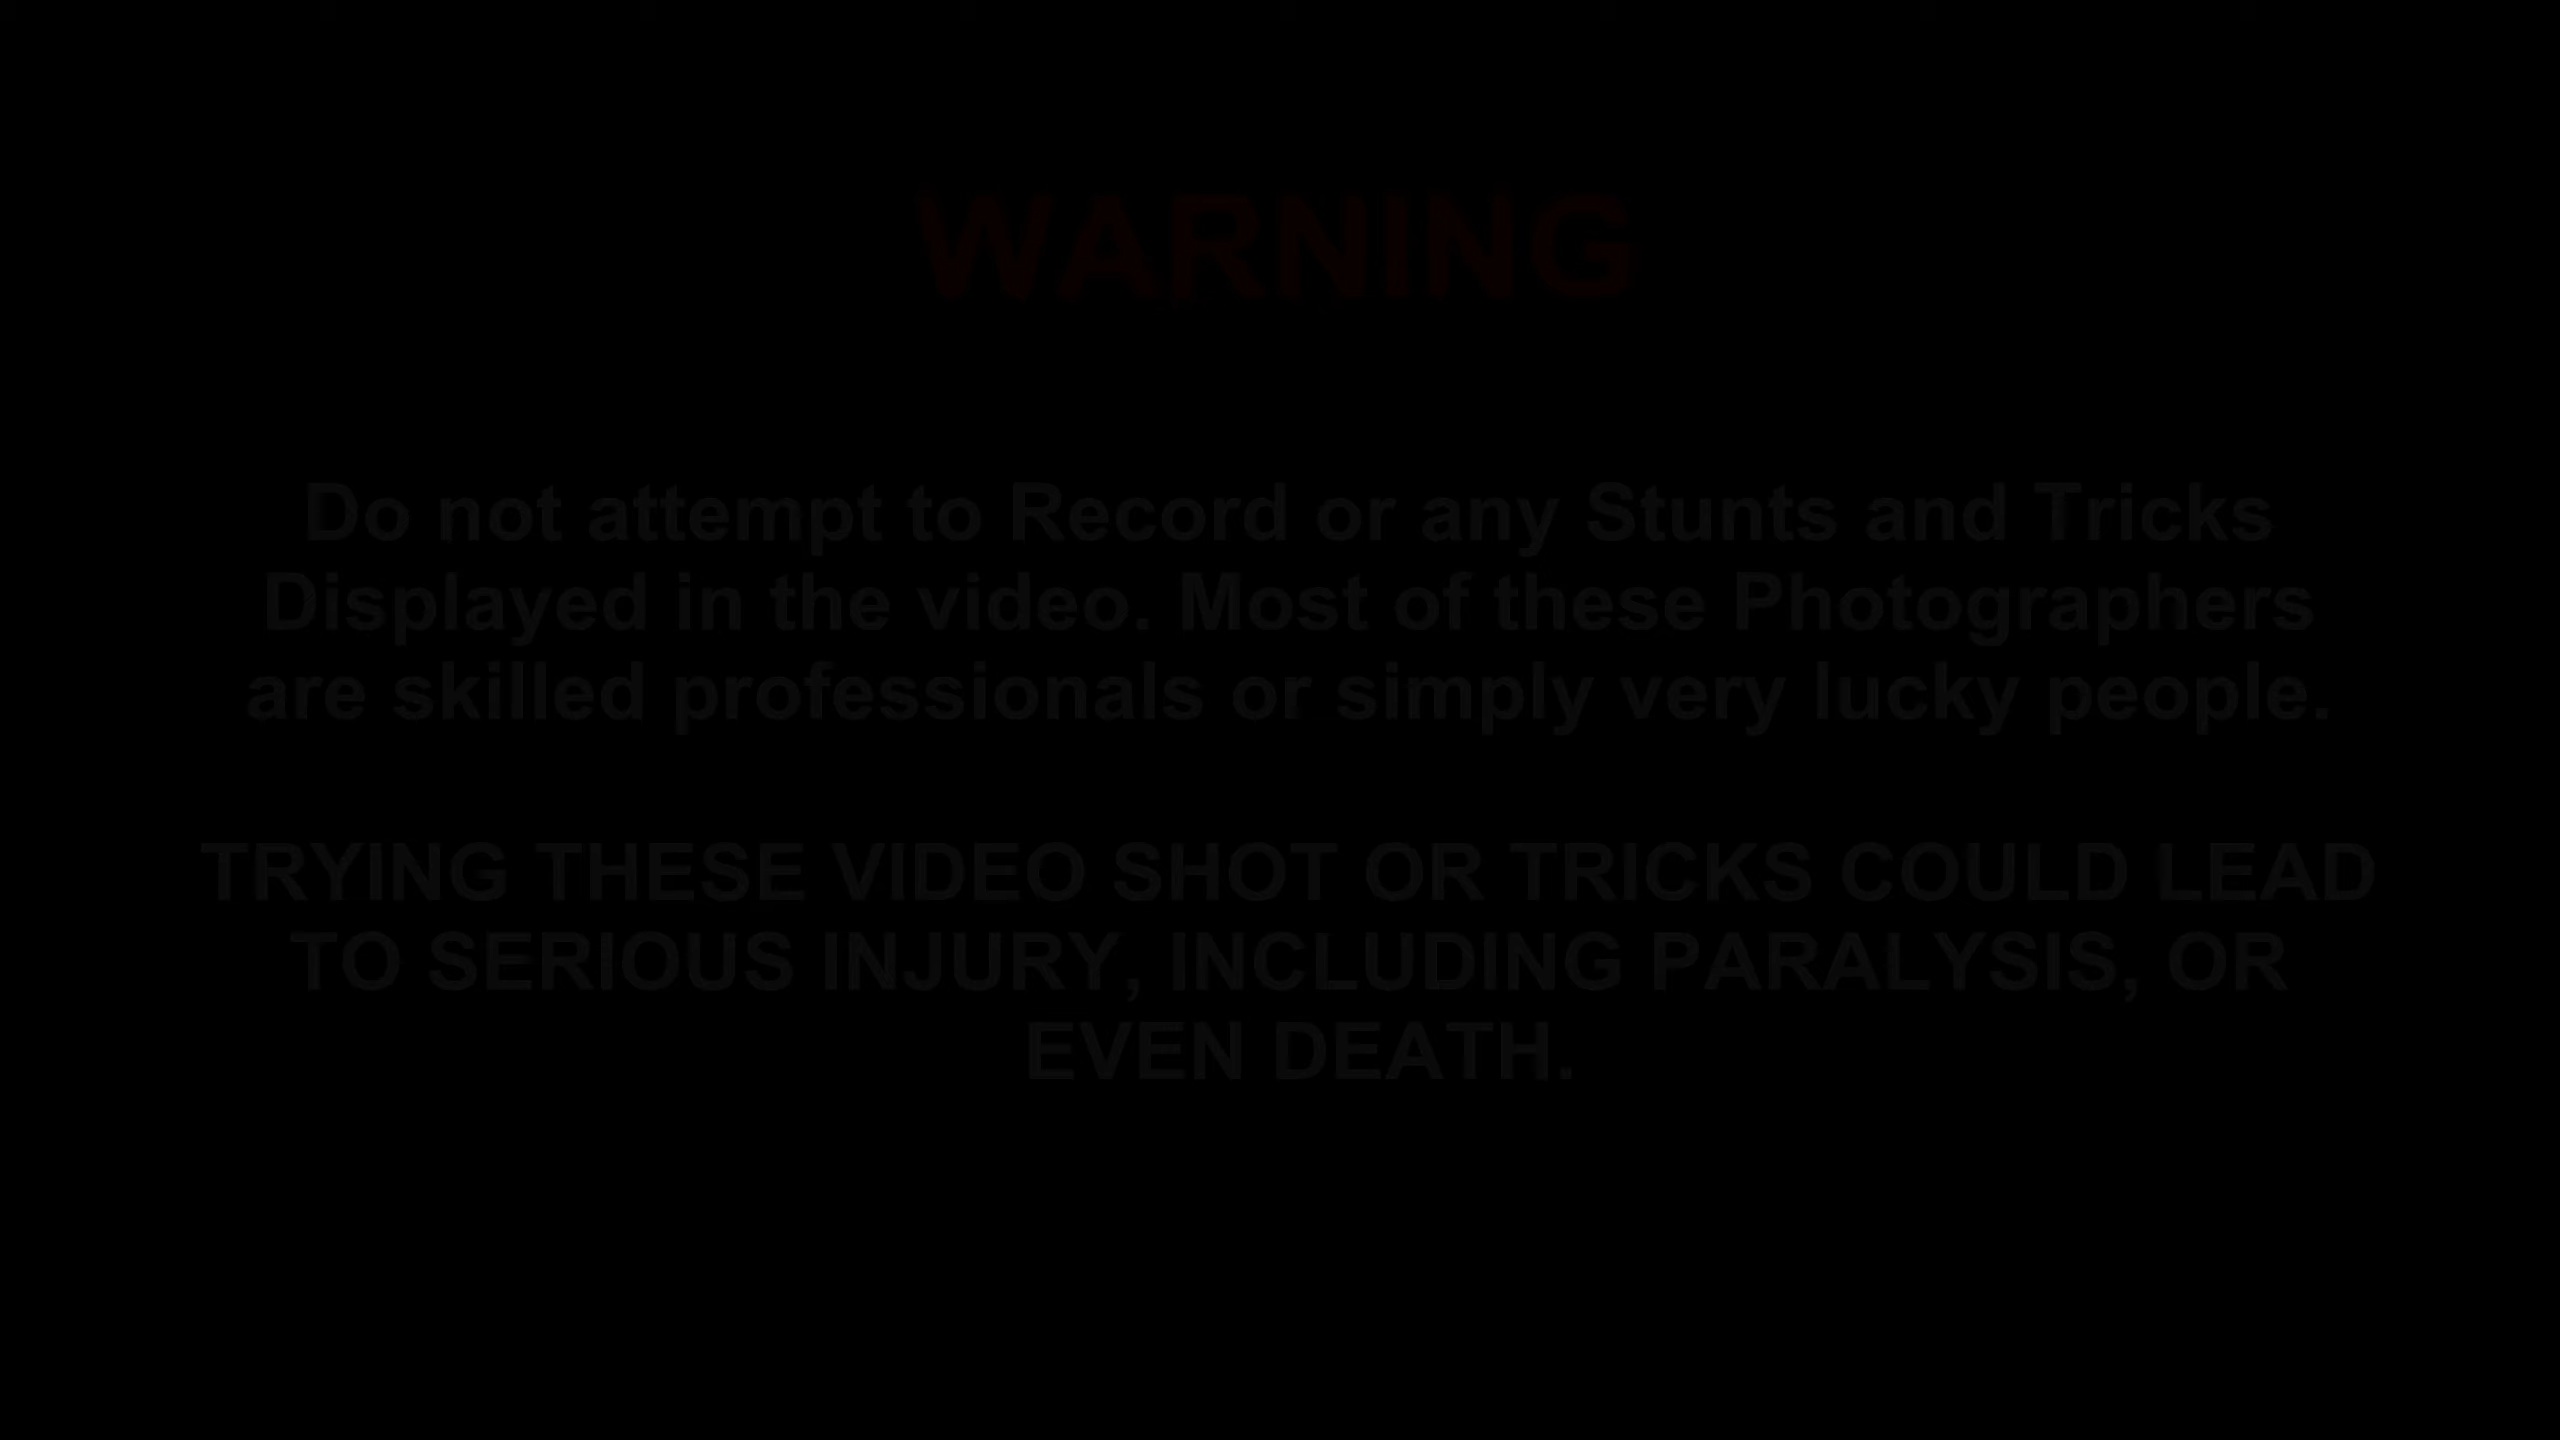 WARNING
Do not attempt to Record or any Stunts and Tricks
Displayed in the video. Most of these Photographers
are skilled professionals or simply very lucky people.
TRYING THESE VIDEO SHOT OR TRICKS COULD LEAD
TO SERIOUS INJURY, INCLUDING PARALYSIS, OR
EVEN DEATH.